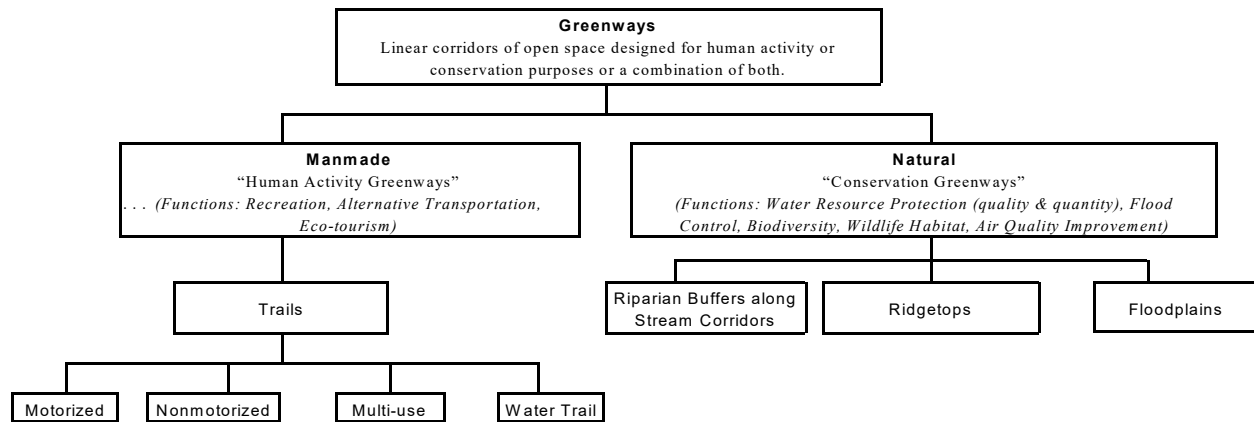 Greenways
Linear corridors of open space designed for human activity or
conservation purposes or a combination of both.
Manmade
“Human Activity Greenways”
. . . (Functions: Recreation, Alternative Transportation,
Eco-tourism)
Natural
“Conservation Greenways”
(Functions: Water Resource Protection (quality & quantity), Flood
Control, Biodiversity, Wildlife Habitat, Air Quality Improvement)
Trails
Riparian Buffers along
Stream Corridors
Ridgetops
Floodplains
Motorized
Nonmotorized
Multi-use
Water Trail